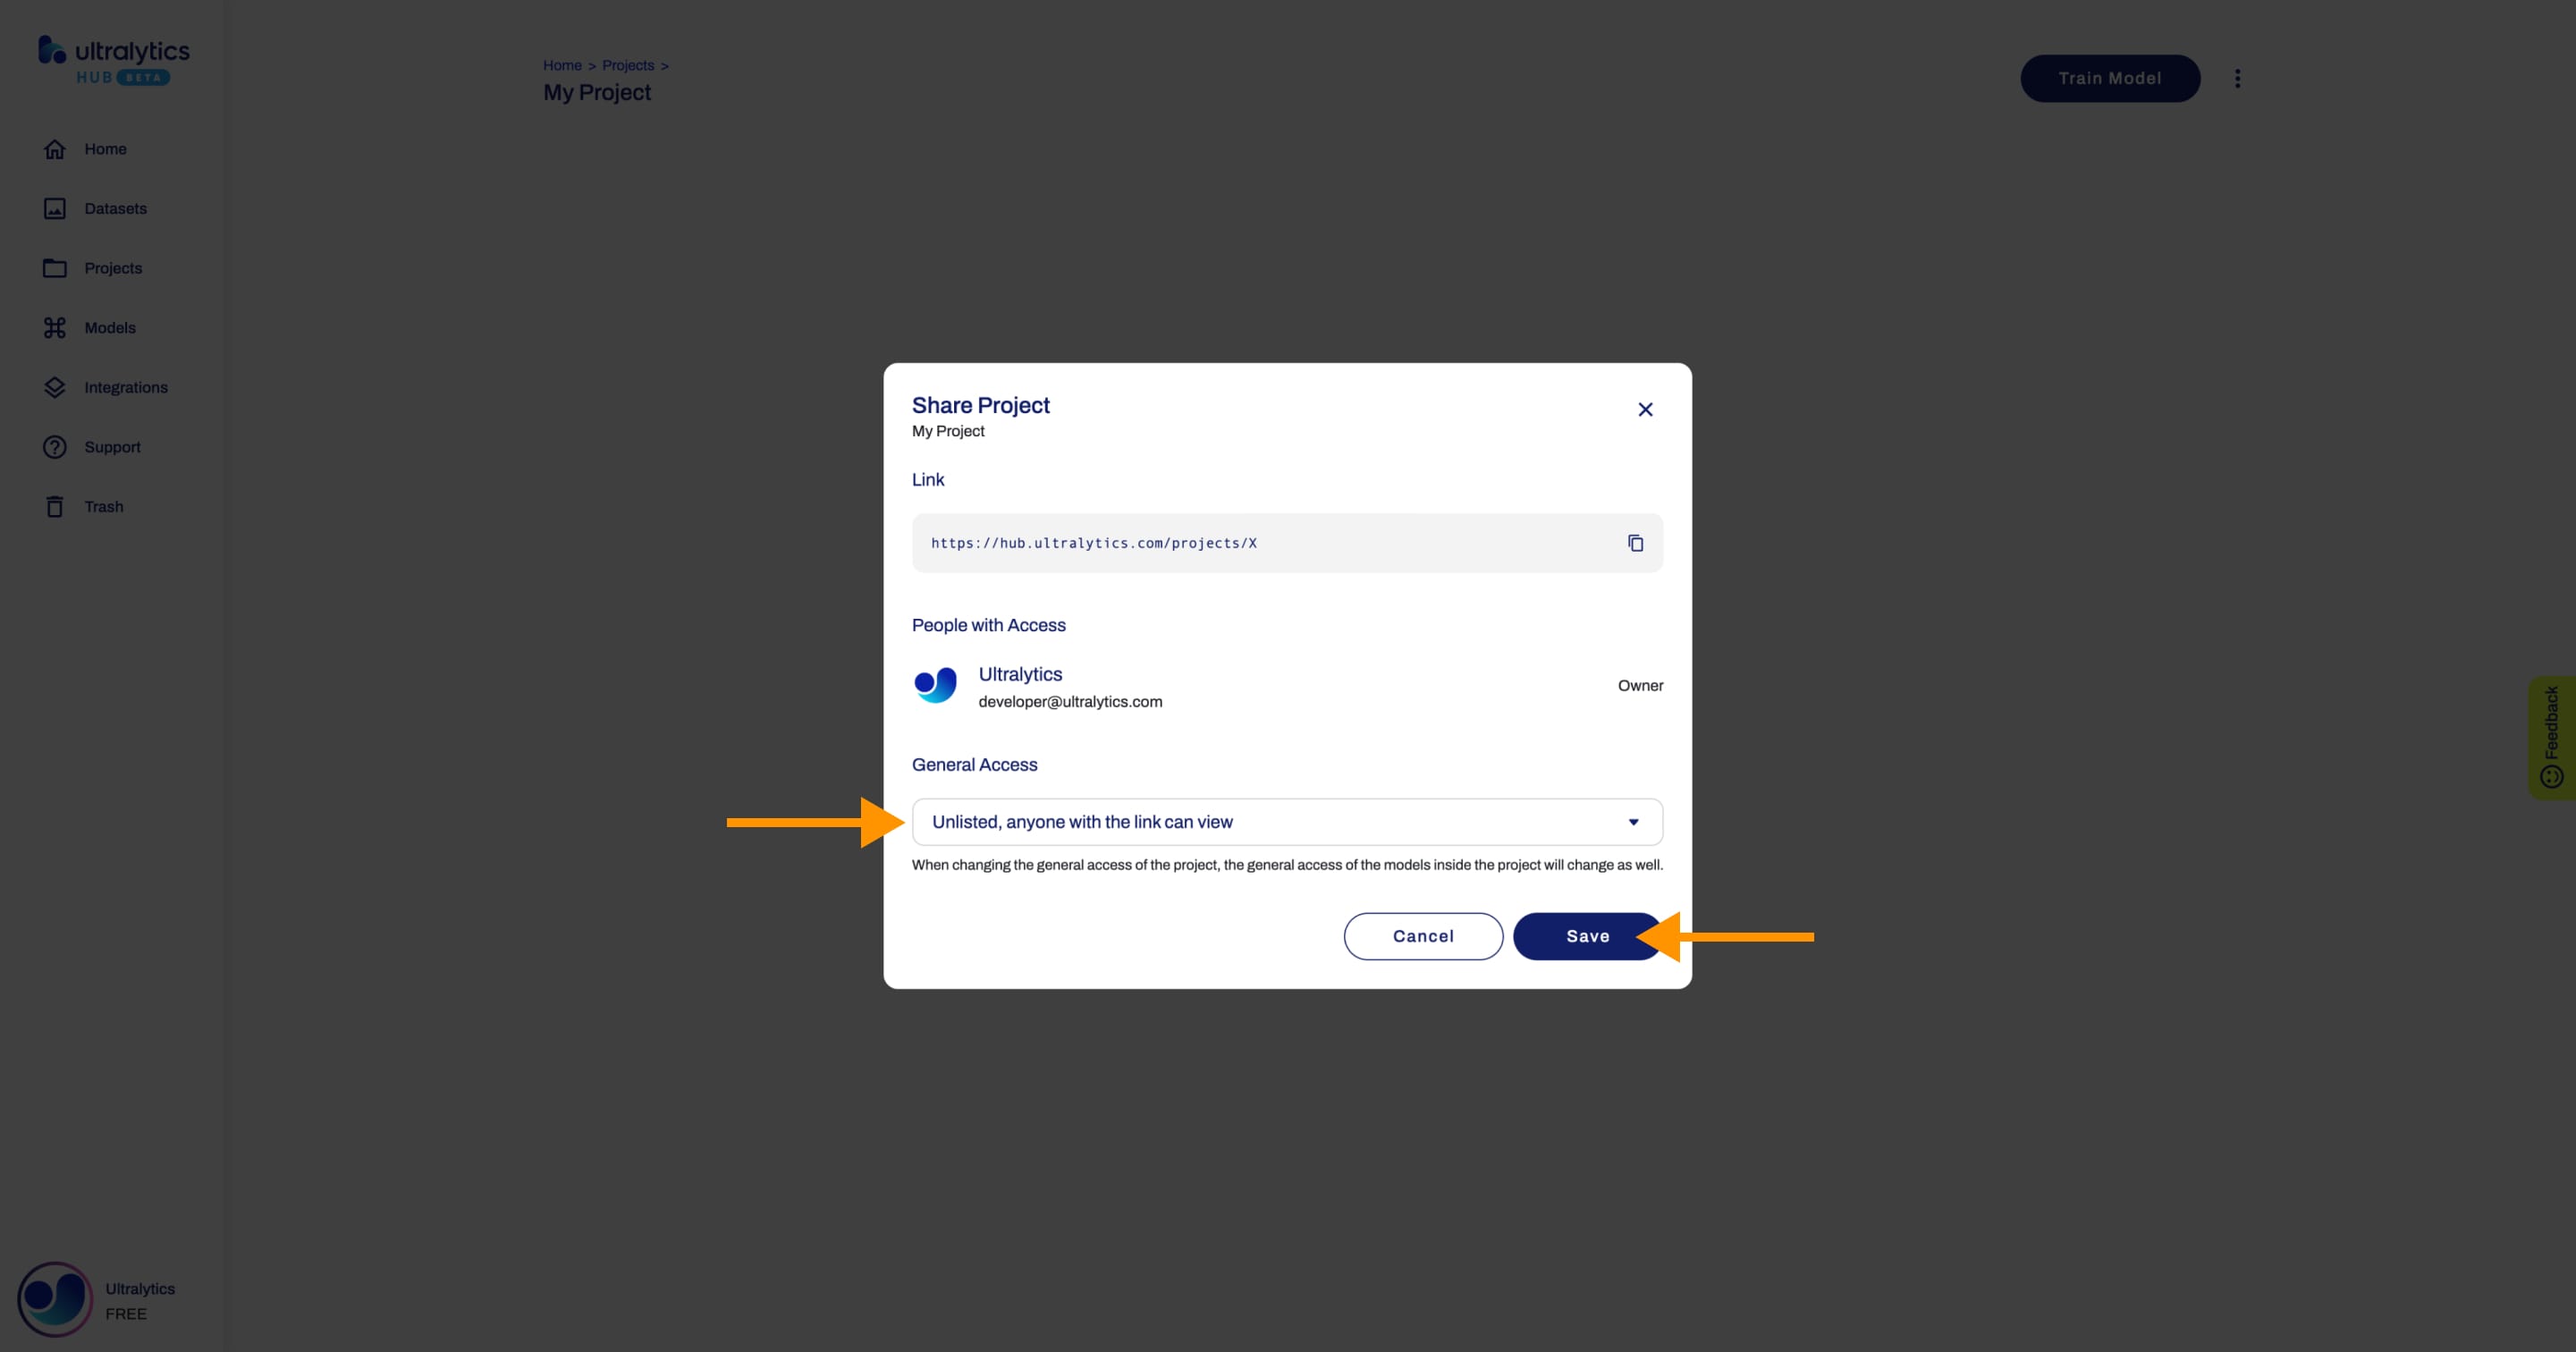 ultralytics
HUB BETA
Home
Datasets
Projects
Models
Integrations
Support
Trash
Ultralytics
FREE
Home > Projects >
My Project
Train Model
Share Project
My Project
Link
https://hub.ultralytics.com/projects/X
People with Access
Ultralytics
developer@ultralytics.com
Owner
General Access
Unlisted, anyone with the link can view
When changing the general access of the project, the general access of the models inside the project will change as well.
Cancel
Save
Feedback